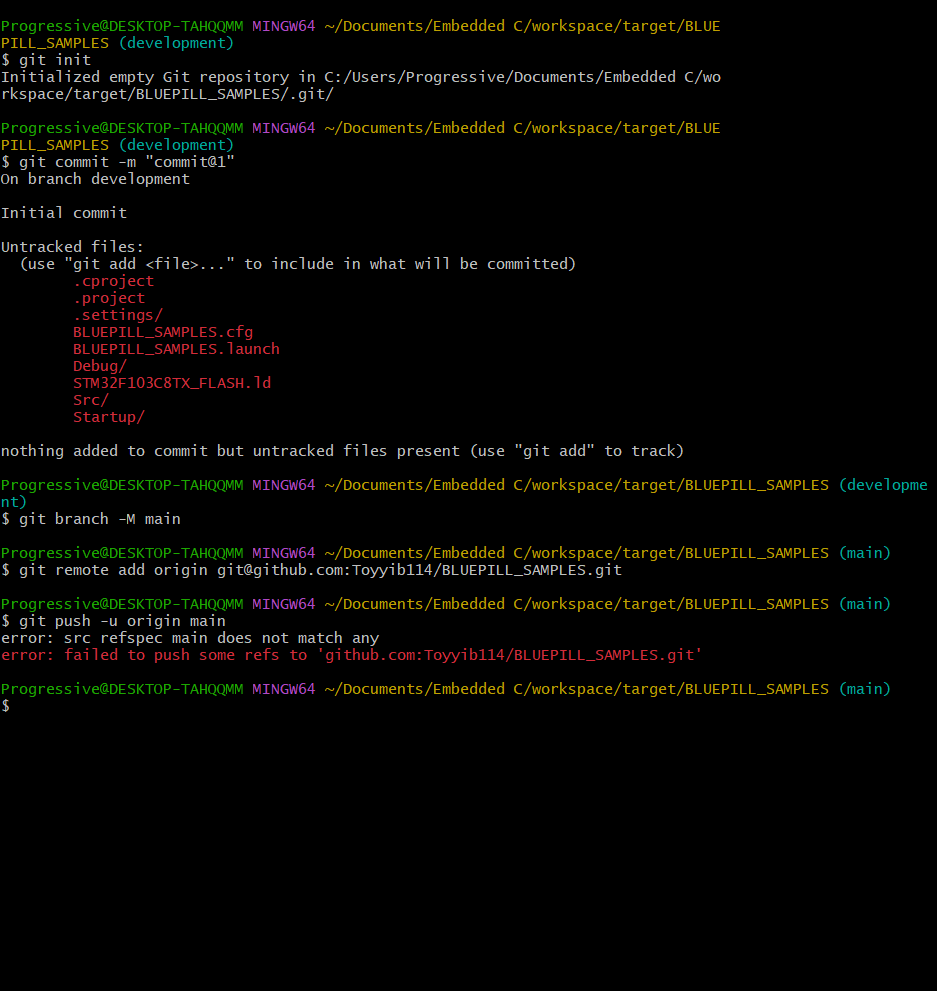 Progressive@DESKTOP-TAHQQMM MINGW64 ~/Documents/Embedded C/workspace/target/BLUE
PILL_SAMPLES (development)
$ git init
Initialized empty Git repository in C:/Users/Progressive/Documents/Embedded C/wo
rkspace/target/BLUEPILL_SAMPLES/.git/
Progressive@DESKTOP-TAHQQMM MINGW64 ~/Documents/Embedded C/workspace/target/BLUE
PILL_SAMPLES (development)
$ git commit -m "commit@1"
On branch development
Initial commit
Untracked files:
  (use "git add <file>..." to include in what will be committed)
        .cproject
        .project
        .settings/
        BLUEPILL_SAMPLES.cfg
        BLUEPILL_SAMPLES.launch
        Debug/
        STM32F103C8TX_FLASH.ld
        Src/
        Startup/
nothing added to commit but untracked files present (use "git add" to track)
Progressive@DESKTOP-TAHQQMM MINGW64 ~/Documents/Embedded C/workspace/target/BLUEPILL_SAMPLES (developme
nt)
$ git branch -M main
Progressive@DESKTOP-TAHQQMM MINGW64 ~/Documents/Embedded C/workspace/target/BLUEPILL_SAMPLES (main)
$ git remote add origin git@github.com:Toyyib114/BLUEPILL_SAMPLES.git
Progressive@DESKTOP-TAHQQMM MINGW64 ~/Documents/Embedded C/workspace/target/BLUEPILL_SAMPLES (main)
$ git push -u origin main
error: src refspec main does not match any
error: failed to push some refs to 'github.com:Toyyib114/BLUEPILL_SAMPLES.git'
Progressive@DESKTOP-TAHQQMM MINGW64 ~/Documents/Embedded C/workspace/target/BLUEPILL_SAMPLES (main)
$